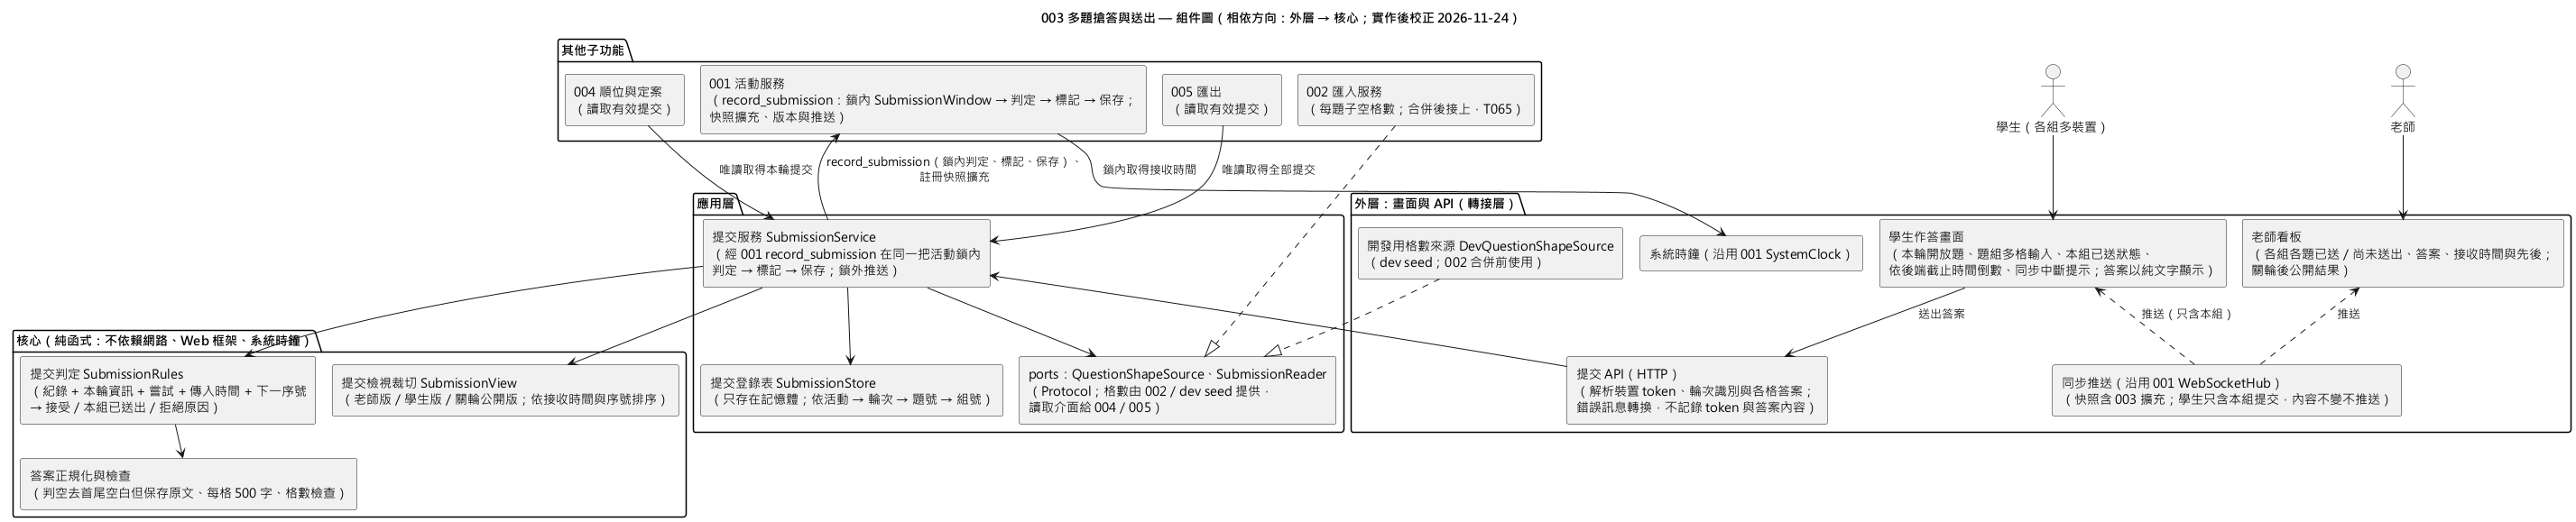 003 多題搶答與送出 — 組件圖（相依方向：外層 → 核心；實作後校正 2026-11-24）
其他子功能
004 順位與定案
（讀取有效提交）
001 活動服務
（record_submission：鎖內 SubmissionWindow → 判定 → 標記 → 保存；
快照擴充、版本與推送）
005 匯出
（讀取有效提交）
002 匯入服務
（每題子空格數；合併後接上，T065）
學生（各組多裝置）
老師
唯讀取得本輪提交
record_submission（鎖內判定、標記、保存）、
註冊快照擴充
鎖內取得接收時間
唯讀取得全部提交
應用層
提交服務 SubmissionService
（經 001 record_submission 在同一把活動鎖內
判定 → 標記 → 保存；鎖外推送）
提交登錄表 SubmissionStore
（只存在記憶體；依活動 → 輪次 → 題號 → 組號）
ports：QuestionShapeSource、SubmissionReader
（Protocol；格數由 002 / dev seed 提供，
讀取介面給 004 / 005）
外層：畫面與 API（轉接層）
開發用格數來源 DevQuestionShapeSource
（dev seed；002 合併前使用）
系統時鐘（沿用 001 SystemClock）
學生作答畫面
（本輪開放題、題組多格輸入、本組已送狀態、
依後端截止時間倒數、同步中斷提示；答案以純文字顯示）
老師看板
（各組各題已送 / 尚未送出、答案、接收時間與先後；
關輪後公開結果）
送出答案
推送（只含本組）
推送
提交 API（HTTP）
（解析裝置 token、輪次識別與各格答案；
錯誤訊息轉換，不記錄 token 與答案內容）
同步推送（沿用 001 WebSocketHub）
（快照含 003 擴充；學生只含本組提交，內容不變不推送）
核心（純函式：不依賴網路、Web 框架、系統時鐘）
提交判定 SubmissionRules
（紀錄 + 本輪資訊 + 嘗試 + 傳入時間 + 下一序號
→ 接受 / 本組已送出 / 拒絕原因）
提交檢視裁切 SubmissionView
（老師版 / 學生版 / 關輪公開版；依接收時間與序號排序）
答案正規化與檢查
（判空去首尾空白但保存原文、每格 500 字、格數檢查）